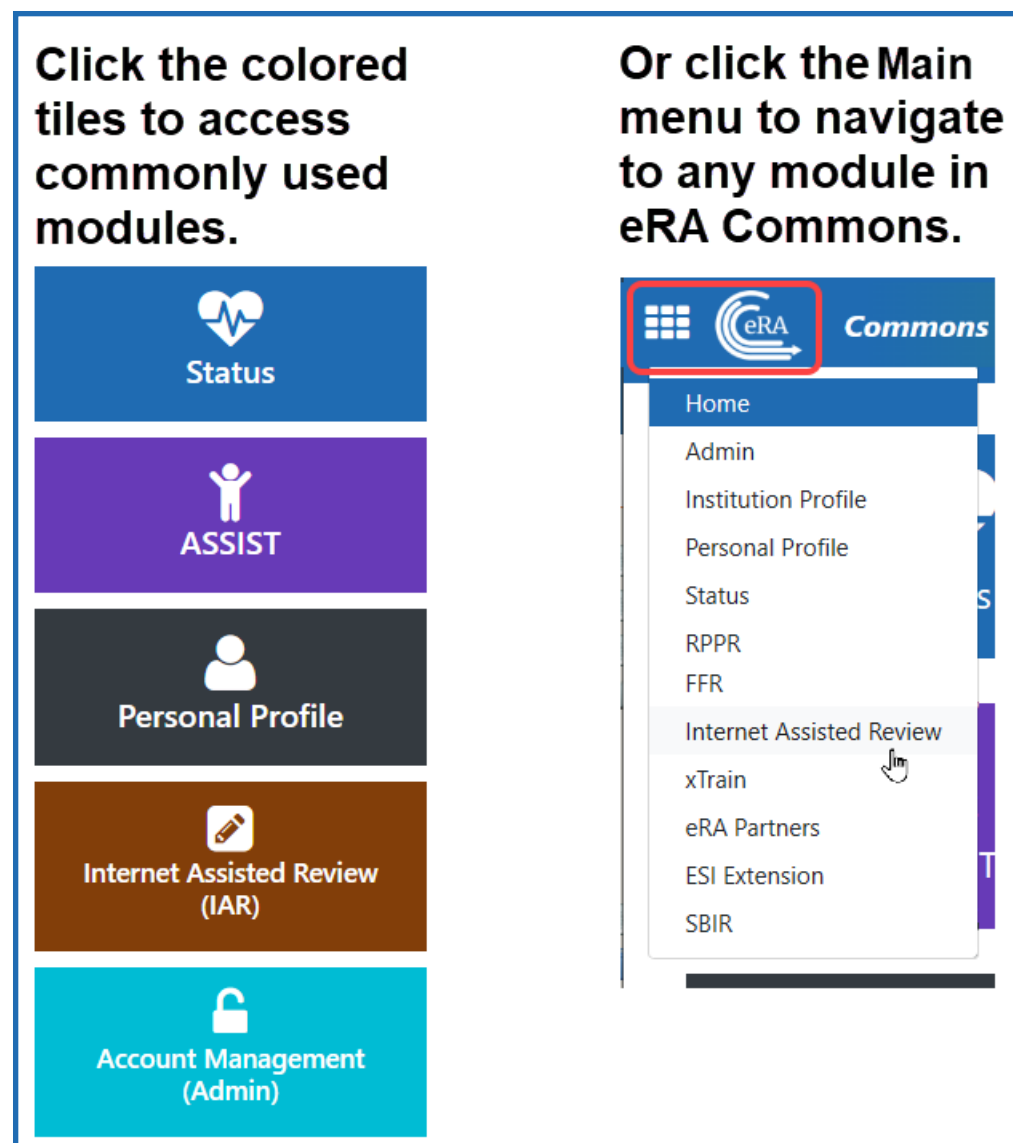 Click the colored
tiles to access
commonly used
modules.
Status
ASSIST
Personal Profile
Internet Assisted Review
(IAR)
Account Management
(Admin)
Or click the Main
menu to navigate
to any module in
eRA Commons.
eRA Commons
Home
Admin
Institution Profile
Personal Profile
Status
RPPR
FFR
Internet Assisted Review
xTrain
eRA Partners
ESI Extension
SBIR
s
T